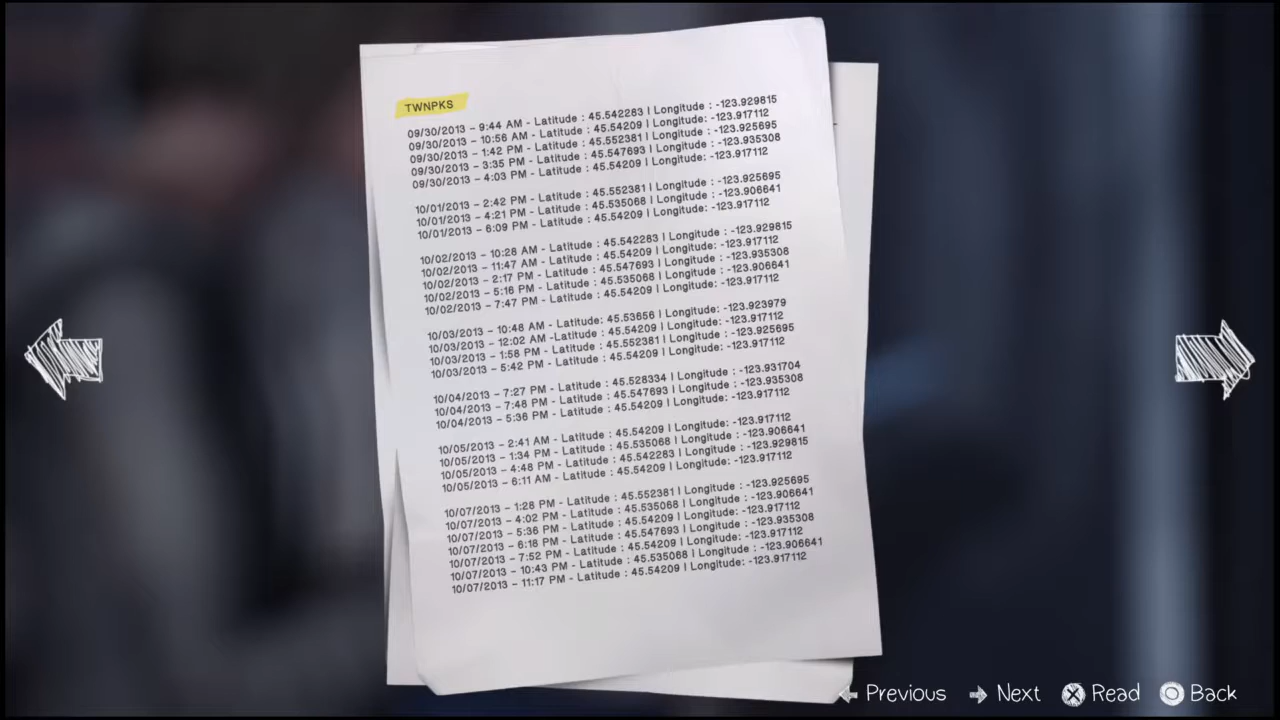 TWNPKS
09/30/2013 - 9:44 AM - Latitude : 45.542283 | Longitude : -123.929815
09/30/2013 - 10:56 AM - Latitude : 45.54209 | Longitude : -123.917112
09/30/2013 - 1:42 PM - Latitude : 45.552381 | Longitude : -123.925695
09/30/2013 - 3:35 PM - Latitude : 45.547693 | Longitude : -123.935308
09/30/2013 - 4:03 PM - Latitude : 45.54209 | Longitude: -123.917112
10/01/2013 - 2:42 PM - Latitude : 45.552381 | Longitude : -123.925695
10/01/2013 - 4:21 PM - Latitude : 45.535068 | Longitude : -123.906641
10/01/2013 - 6:09 PM - Latitude : 45.54209 | Longitude: -123.917112
10/02/2013 - 10:28 AM - Latitude : 45.542283 | Longitude : -123.929815
10/02/2013 - 11:47 AM - Latitude : 45.54209 | Longitude: -123.917112
10/02/2013 - 2:17 PM - Latitude : 45.547693 | Longitude : -123.935308
10/02/2013 - 5:16 PM - Latitude : 45.535068 | Longitude : -123.906641
10/02/2013 - 7:47 PM - Latitude : 45.54209 | Longitude: -123.917112
10/03/2013 - 10:48 AM - Latitude: 45.53656 | Longitude : -123.923979
10/03/2013 - 12:02 AM -Latitude : 45.54209 | Longitude: -123.917112
10/03/2013 - 1:58 PM - Latitude : 45.552381 | Longitude : -123.925695
10/03/2013 - 5:42 PM - Latitude : 45.54209 | Longitude: -123.917112
10/04/2013 - 7:27 PM - Latitude : 45.528334 | Longitude : -123.931704
10/04/2013 - 7:48 PM - Latitude : 45.547693 | Longitude : -123.935308
10/04/2013 - 5:36 PM - Latitude : 45.54209 | Longitude: -123.917112
10/05/2013 - 2:41 AM - Latitude : 45.54209 | Longitude: -123.917112
10/05/2013 - 1:34 PM - Latitude : 45.535068 | Longitude : -123.906641
10/05/2013 - 4:48 PM - Latitude : 45.542283 | Longitude : -123.929815
10/05/2013 - 6:11 AM - Latitude : 45.54209 | Longitude: -123.917112
10/07/2013 - 1:28 PM - Latitude : 45.552381 | Longitude : -123.925695
10/07/2013 - 4:02 PM - Latitude : 45.535068 | Longitude : -123.906641
10/07/2013 - 5:36 PM - Latitude : 45.54209 | Longitude: -123.917112
10/07/2013 - 6:18 PM - Latitude : 45.547693 | Longitude : -123.935308
10/07/2013 - 7:52 PM - Latitude : 45.54209 | Longitude: -123.917112
10/07/2013 - 10:43 PM - Latitude : 45.535068 | Longitude : -123.906641
10/07/2013 - 11:17 PM - Latitude : 45.54209 | Longitude: -123.917112
Previous Next Read Back